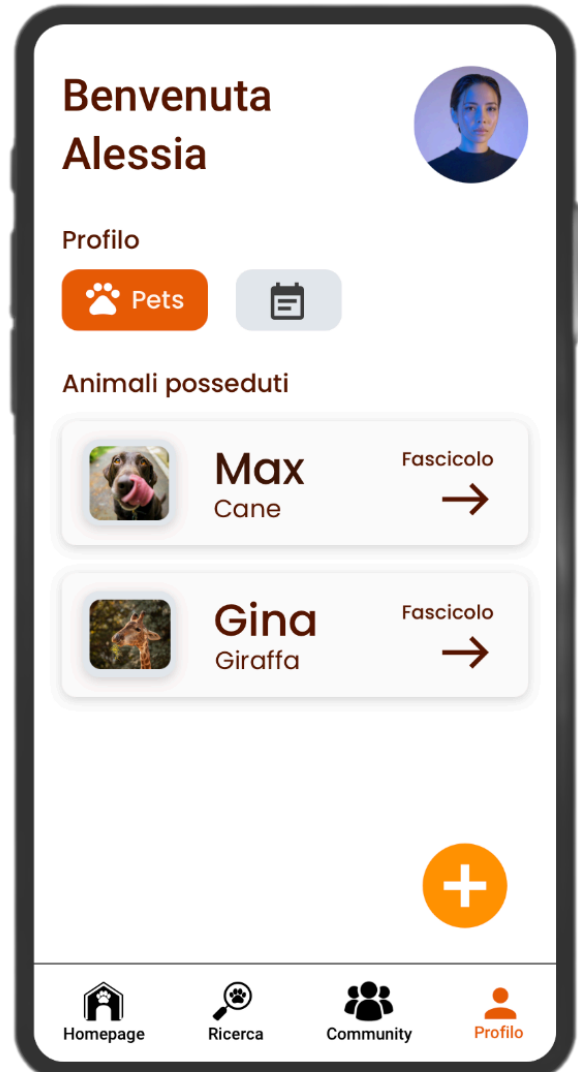 Benvenuta
Alessia
Profilo
Pets
Animali posseduti
Max
Cane
Fascicolo
Gina
Giraffa
Fascicolo
Homepage
Ricerca
Community
Profilo